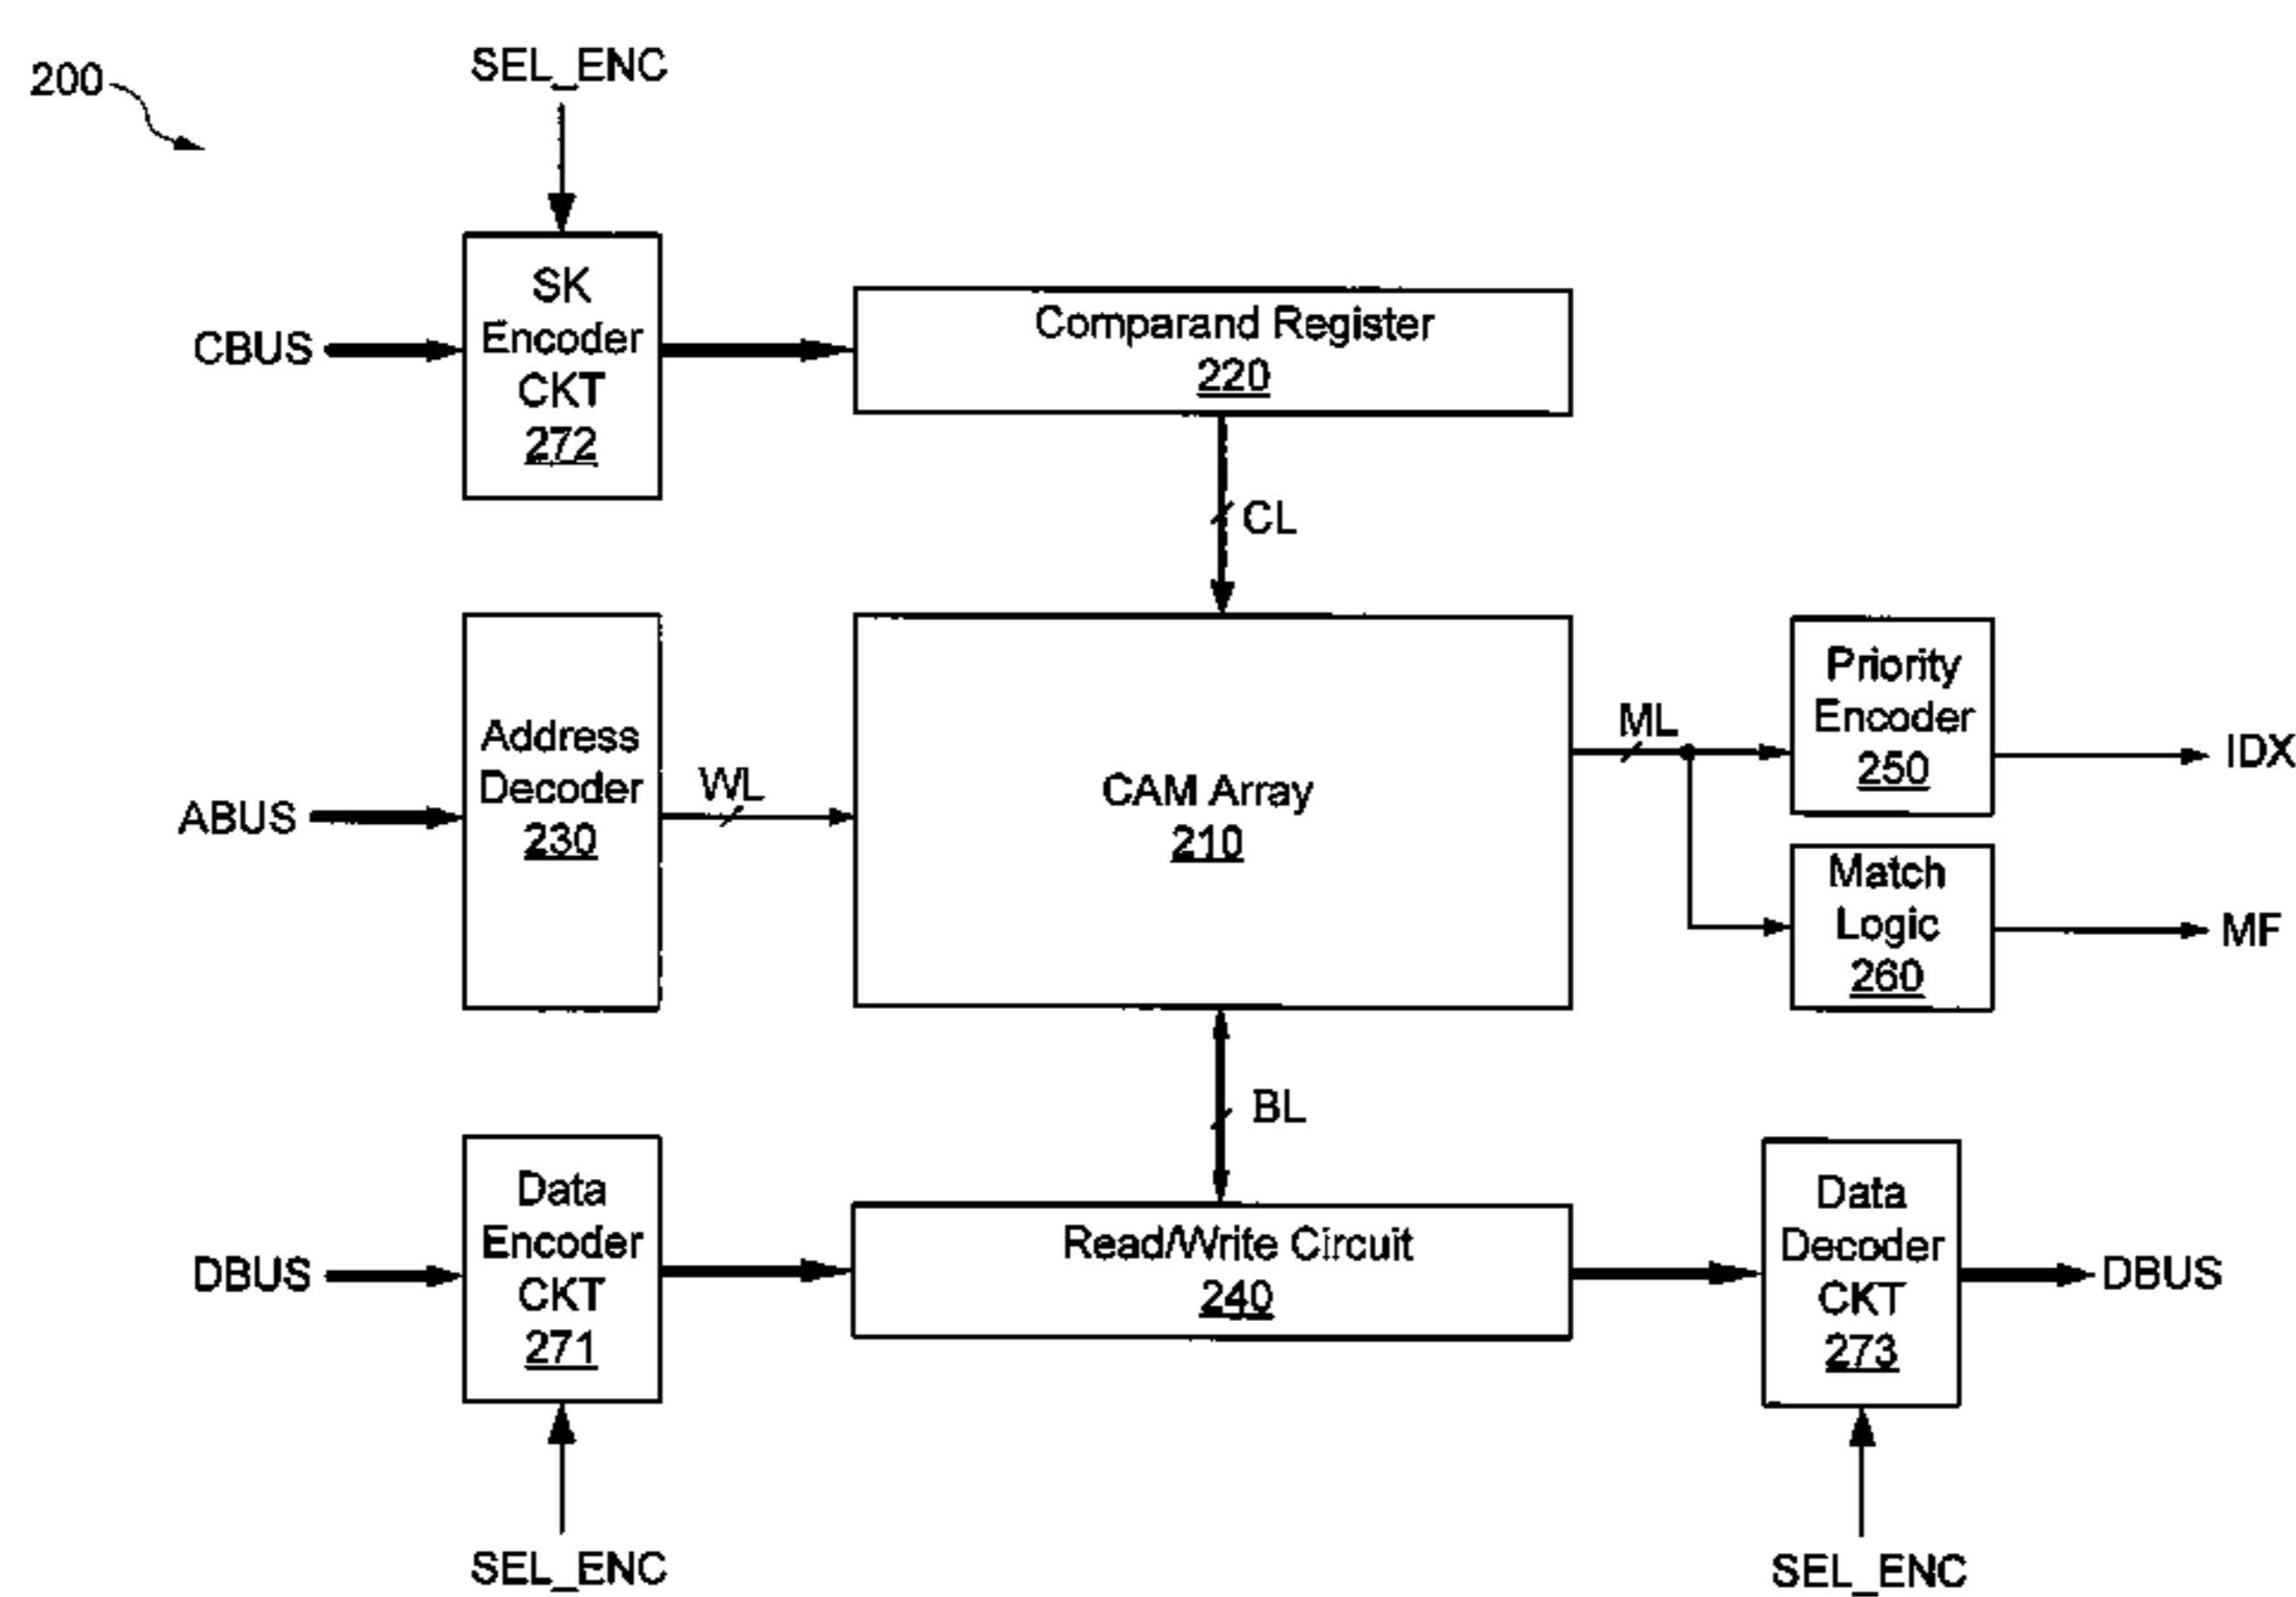 200
SEL_ENC
SK
Encoder
CKT
272
CBUS
Comparand Register
220
CL
Address
Decoder
230
ABUS
WL
CAM Array
210
ML
Priority
Encoder
250
IDX
Match
Logic
260
MF
BL
Data
Encoder
CKT
271
DBUS
Read/Write Circuit
240
Data
Decoder
CKT
273
DBUS
SEL_ENC
SEL_ENC